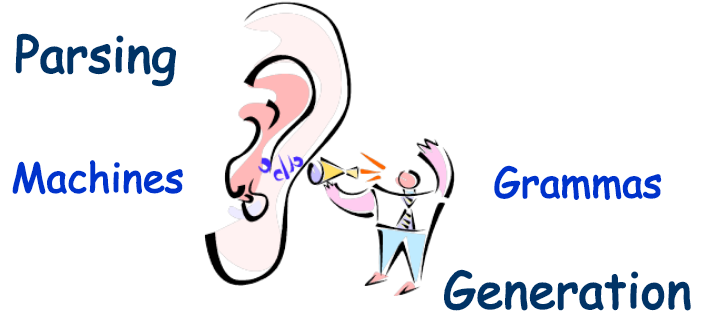 Parsing
Machines
Grammas
Generation